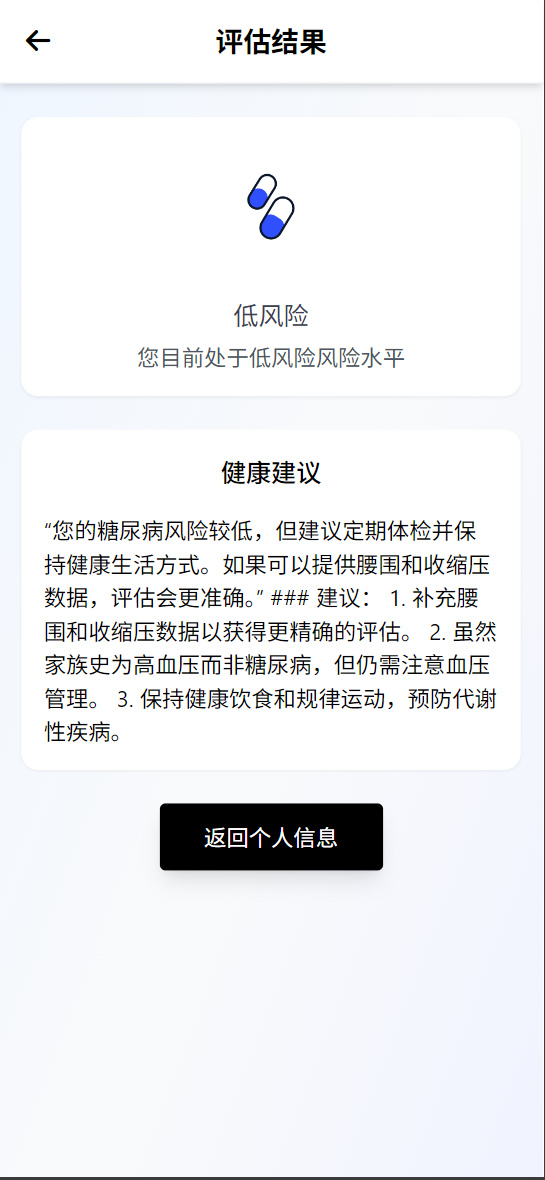 评估结果
低风险
您目前处于低风险风险水平
健康建议
“您的糖尿病风险较低，但建议定期体检并保
持健康生活方式。如果可以提供腰围和收缩压
数据，评估会更准确。” ### 建议： 1. 补充腰
围和收缩压数据以获得更精确的评估。 2. 虽然
家族史为高血压而非糖尿病，但仍需注意血压
管理。 3. 保持健康饮食和规律运动，预防代谢
性疾病。
返回个人信息